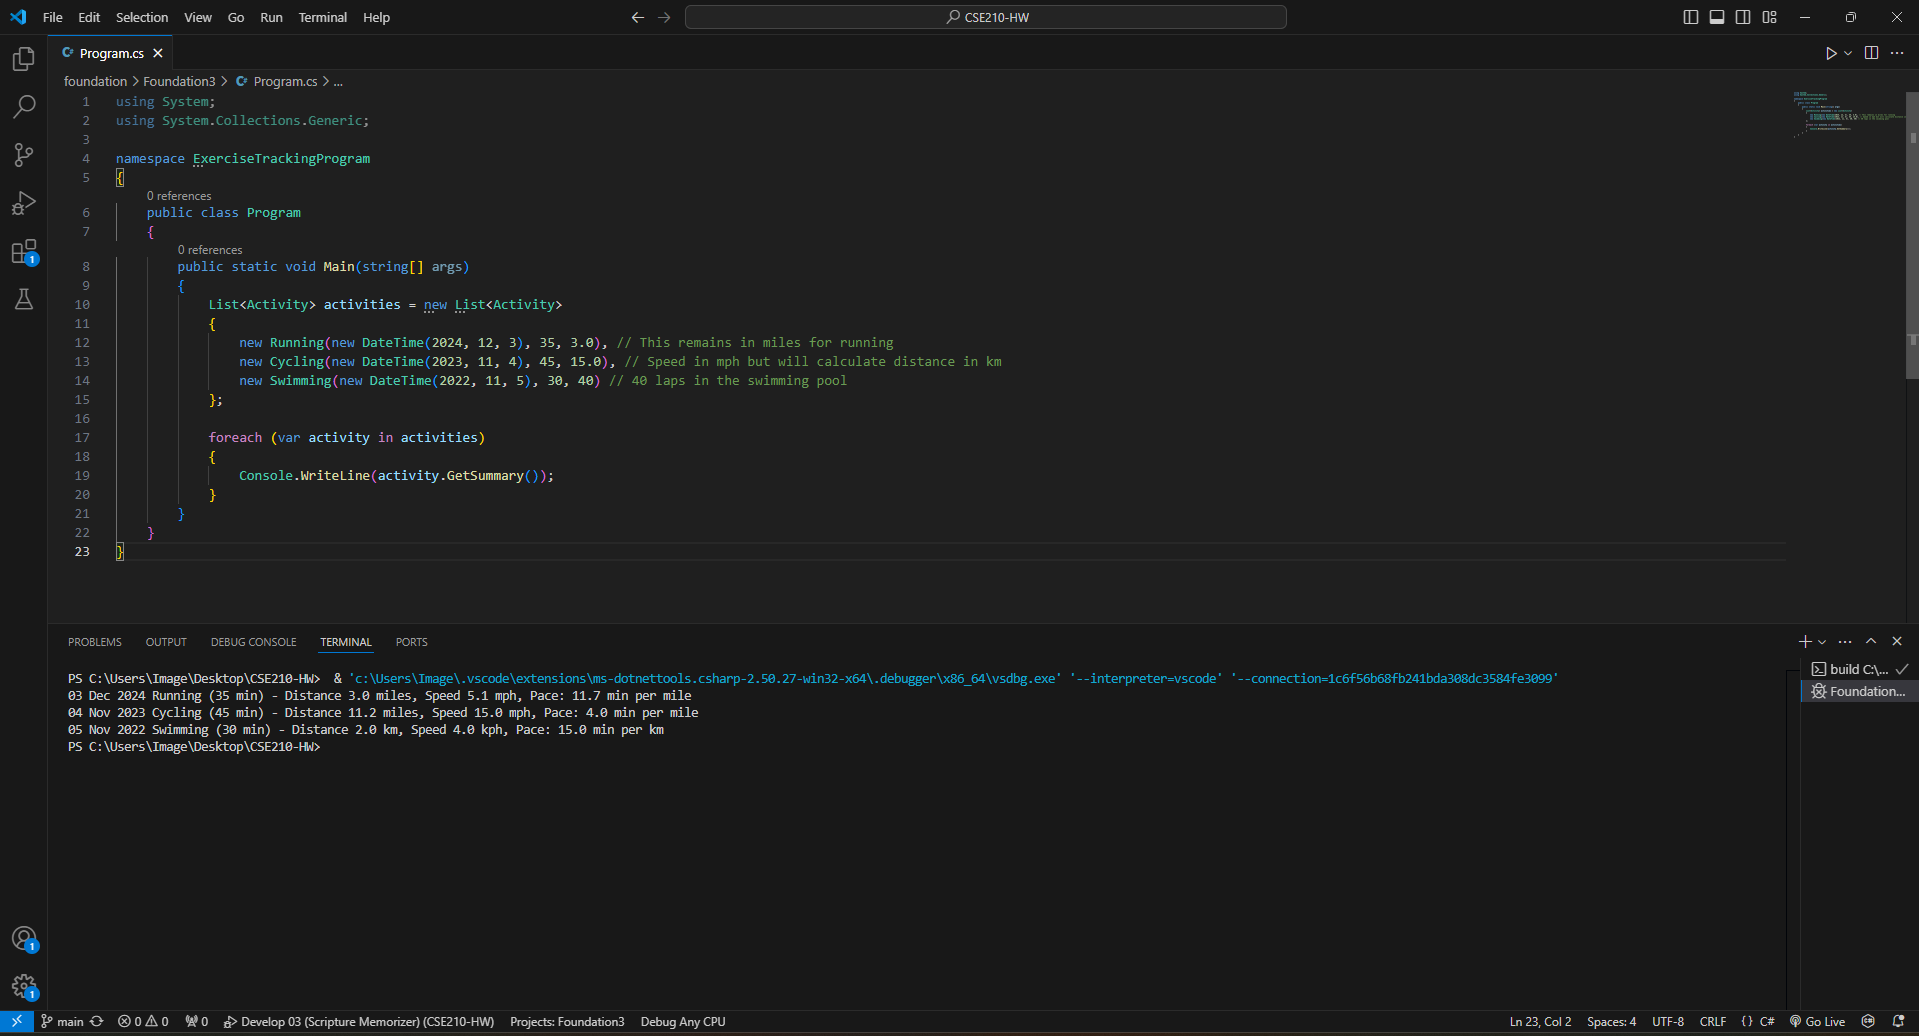 File Edit Selection View Go Run Terminal Help
CSE210-HW
Program.cs
foundation > Foundation3 > Program.cs > ...
1 using System;
2 using System.Collections.Generic;
3
4 namespace ExerciseTrackingProgram
5 {
0 references
6 public class Program
7 {
0 references
8 public static void Main(string[] args)
9 {
10 List<Activity> activities = new List<Activity>
11 {
12 new Running(new DateTime(2024, 12, 3), 35, 3.0), // This remains in miles for running
13 new Cycling(new DateTime(2023, 11, 4), 45, 15.0), // Speed in mph but will calculate distance in km
14 new Swimming(new DateTime(2022, 11, 5), 30, 40) // 40 laps in the swimming pool
15 };
16
17 foreach (var activity in activities)
18 {
19 Console.WriteLine(activity.GetSummary());
20 }
21 }
22 }
23 }
PROBLEMS OUTPUT DEBUG CONSOLE TERMINAL PORTS
PS C:\Users\Image\Desktop\CSE210-HW> & 'c:\Users\Image\.vscode\extensions\ms-dotnettools.csharp-2.50.27-win32-x64\.debugger\x86_64\vsdbg.exe' '--interpreter=vscode' '--connection=1c6f56b68fb241bda308dc3584fe3099'
03 Dec 2024 Running (35 min) - Distance 3.0 miles, Speed 5.1 mph, Pace: 11.7 min per mile
04 Nov 2023 Cycling (45 min) - Distance 11.2 miles, Speed 15.0 mph, Pace: 4.0 min per mile
05 Nov 2022 Swimming (30 min) - Distance 2.0 km, Speed 4.0 kph, Pace: 15.0 min per km
PS C:\Users\Image\Desktop\CSE210-HW>
build C:\...
Foundation...
1
1
1
main 0 0 0 Develop 03 (Scripture Memorizer) (CSE210-HW) Projects: Foundation3 Debug Any CPU Ln 23, Col 2 Spaces: 4 UTF-8 CRLF {} C# Go Live